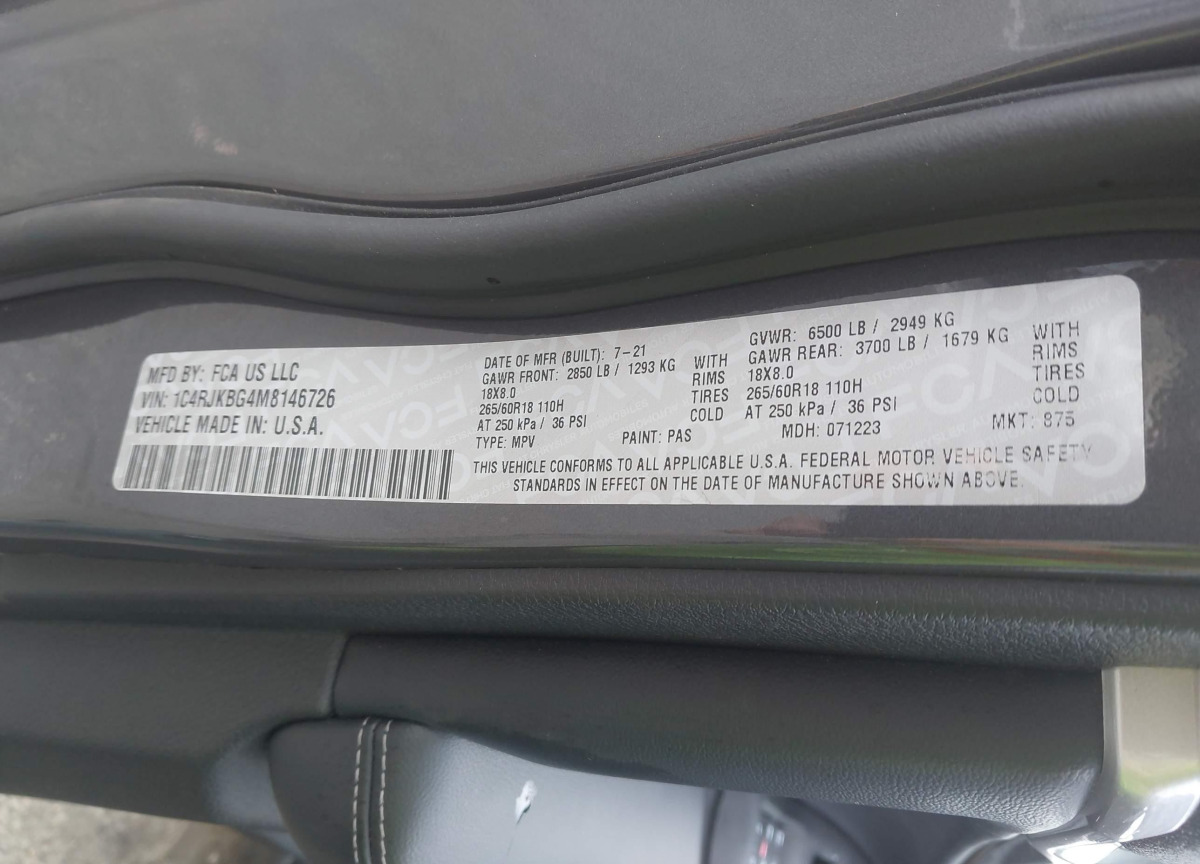 MFD BY: FCA US LLC
VIN: 1C4RJKBG4M8146726
VEHICLE MADE IN: U.S.A.
DATE OF MFR (BUILT): 7-21
GAWR FRONT: 2850 LB / 1293 KG WITH
18X8.0 RIMS
265/60R18 110H TIRES
AT 250 kPa / 36 PSI COLD
TYPE: MPV
GVWR: 6500 LB / 2949 KG
GAWR REAR: 3700 LB / 1679 KG WITH
18X8.0 RIMS
265/60R18 110H TIRES
AT 250 kPa / 36 PSI COLD
PAINT: PAS MDH: 071223 MKT: 875
THIS VEHICLE CONFORMS TO ALL APPLICABLE U.S.A. FEDERAL MOTOR VEHICLE SAFETY
STANDARDS IN EFFECT ON THE DATE OF MANUFACTURE SHOWN ABOVE.